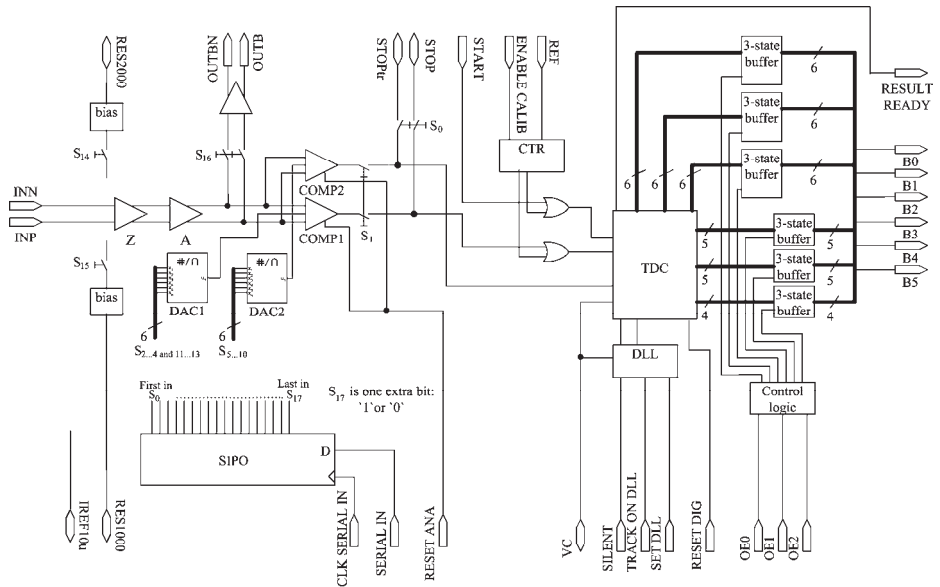 RES2000
OUTBN
OUTB
STOPtr
STOP
START
ENABLE CALIB
REF
3-state
buffer
6
RESULT
READY
bias
S14
S16
S0
CTR
3-state
buffer
6
3-state
buffer
6
6 6 6
B0
B1
B2
B3
B4
B5
INN
INP
Z
A
COMP2
COMP1
S1
TDC
5
3-state
buffer
5
5
3-state
buffer
5
4
3-state
buffer
4
S15
bias
#/∩
DAC1
6
S2...4 and 11...13
#/∩
DAC2
6
S5...10
DLL
Control
logic
First in
S0
Last in
S17
S17 is one extra bit:
`1`or `0`
SIPO
D
IREF10u
RES1000
CLK SERIAL IN
SERIAL IN
RESET ANA
VC
SILENT
TRACK ON DLL
SET DLL
RESET DIG
OE0
OE1
OE2